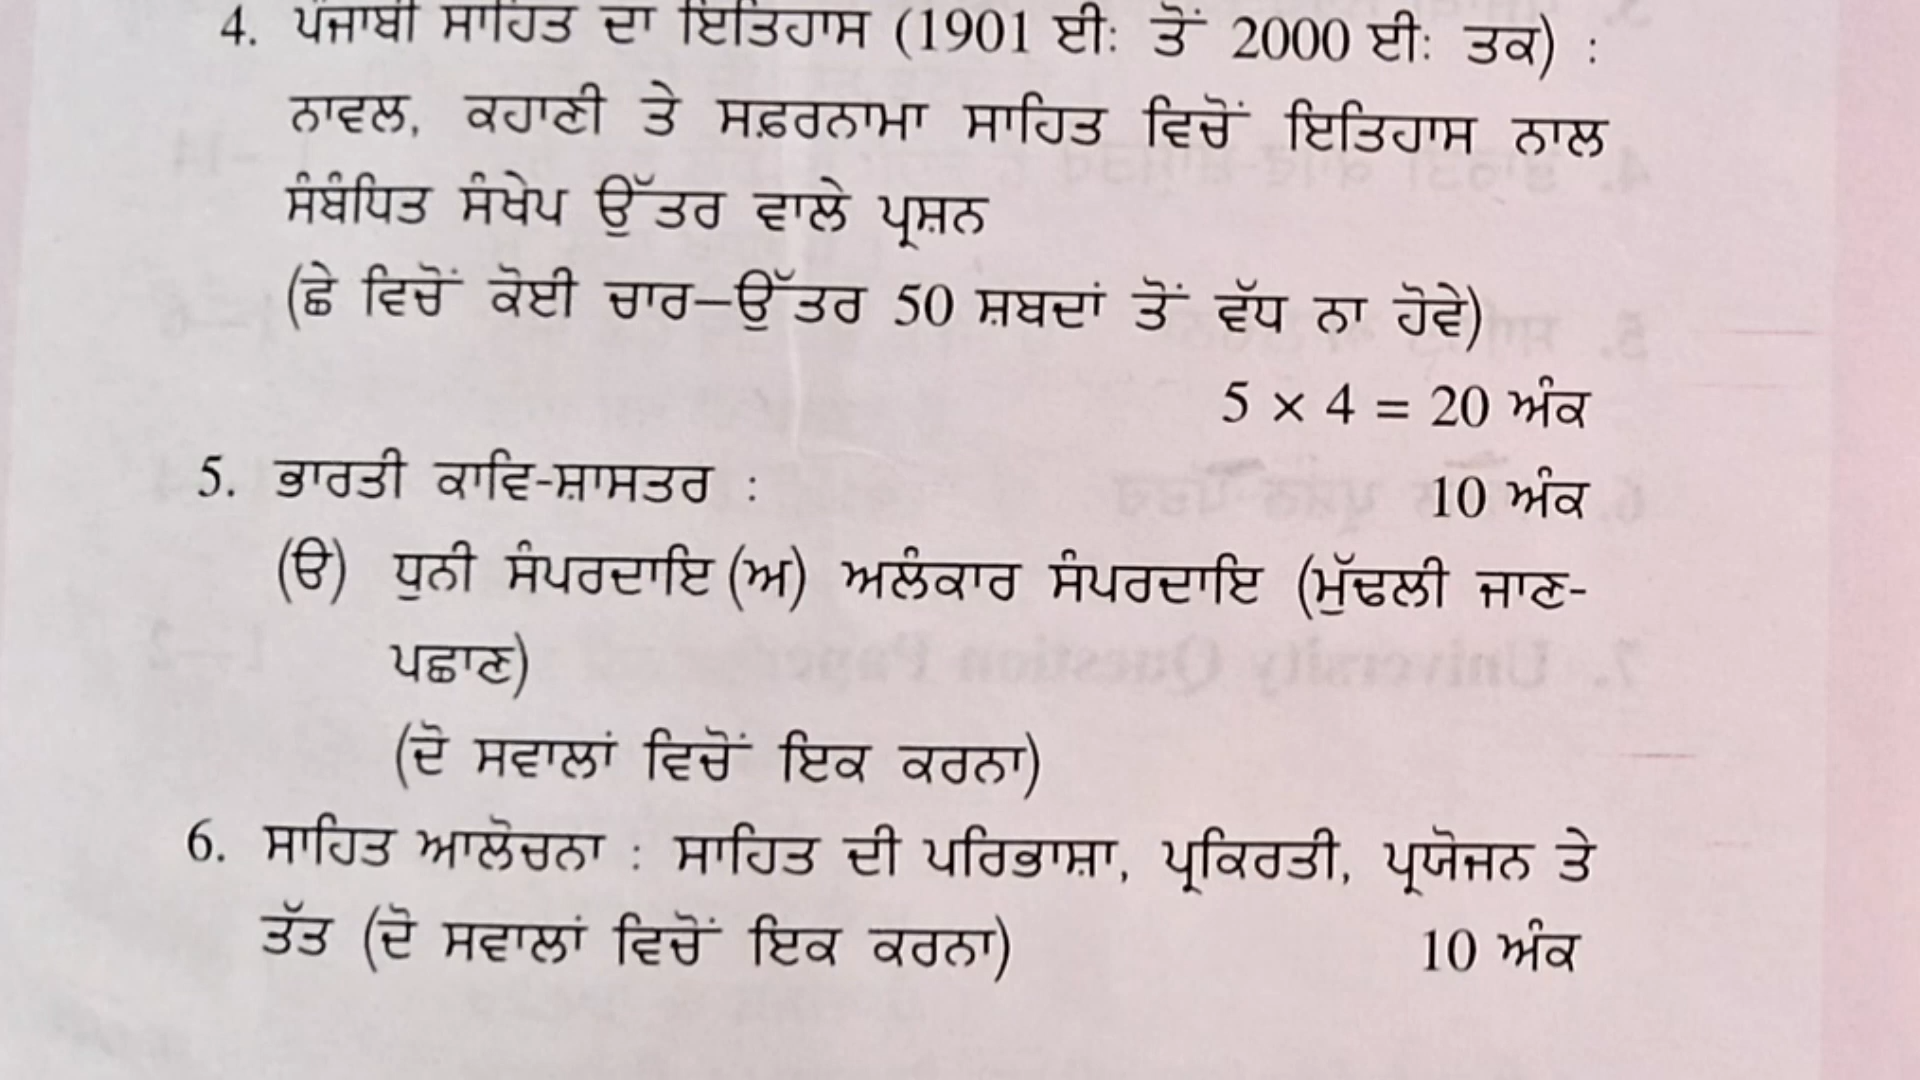 4. ਪੰਜਾਬੀ ਸਾਹਿਤ ਦਾ ਇਤਿਹਾਸ (1901 ਈ: ਤੋਂ 2000 ਈ: ਤਕ) :
ਨਾਵਲ, ਕਹਾਣੀ ਤੇ ਸਫ਼ਰਨਾਮਾ ਸਾਹਿਤ ਵਿਚੋਂ ਇਤਿਹਾਸ ਨਾਲ
ਸੰਬੰਧਿਤ ਸੰਖੇਪ ਉੱਤਰ ਵਾਲੇ ਪ੍ਰਸ਼ਨ
(ਛੇ ਵਿਚੋਂ ਕੋਈ ਚਾਰ–ਉੱਤਰ 50 ਸ਼ਬਦਾਂ ਤੋਂ ਵੱਧ ਨਾ ਹੋਵੇ)
5 × 4 = 20 ਅੰਕ
5. ਭਾਰਤੀ ਕਾਵਿ-ਸ਼ਾਸਤਰ : 10 ਅੰਕ
(ੳ) ਧੁਨੀ ਸੰਪਰਦਾਇ (ਅ) ਅਲੰਕਾਰ ਸੰਪਰਦਾਇ (ਮੁੱਢਲੀ ਜਾਣ-
ਪਛਾਣ)
(ਦੋ ਸਵਾਲਾਂ ਵਿਚੋਂ ਇਕ ਕਰਨਾ)
6. ਸਾਹਿਤ ਆਲੋਚਨਾ : ਸਾਹਿਤ ਦੀ ਪਰਿਭਾਸ਼ਾ, ਪ੍ਰਕਿਰਤੀ, ਪ੍ਰਯੋਜਨ ਤੇ
ਤੱਤ (ਦੋ ਸਵਾਲਾਂ ਵਿਚੋਂ ਇਕ ਕਰਨਾ) 10 ਅੰਕ